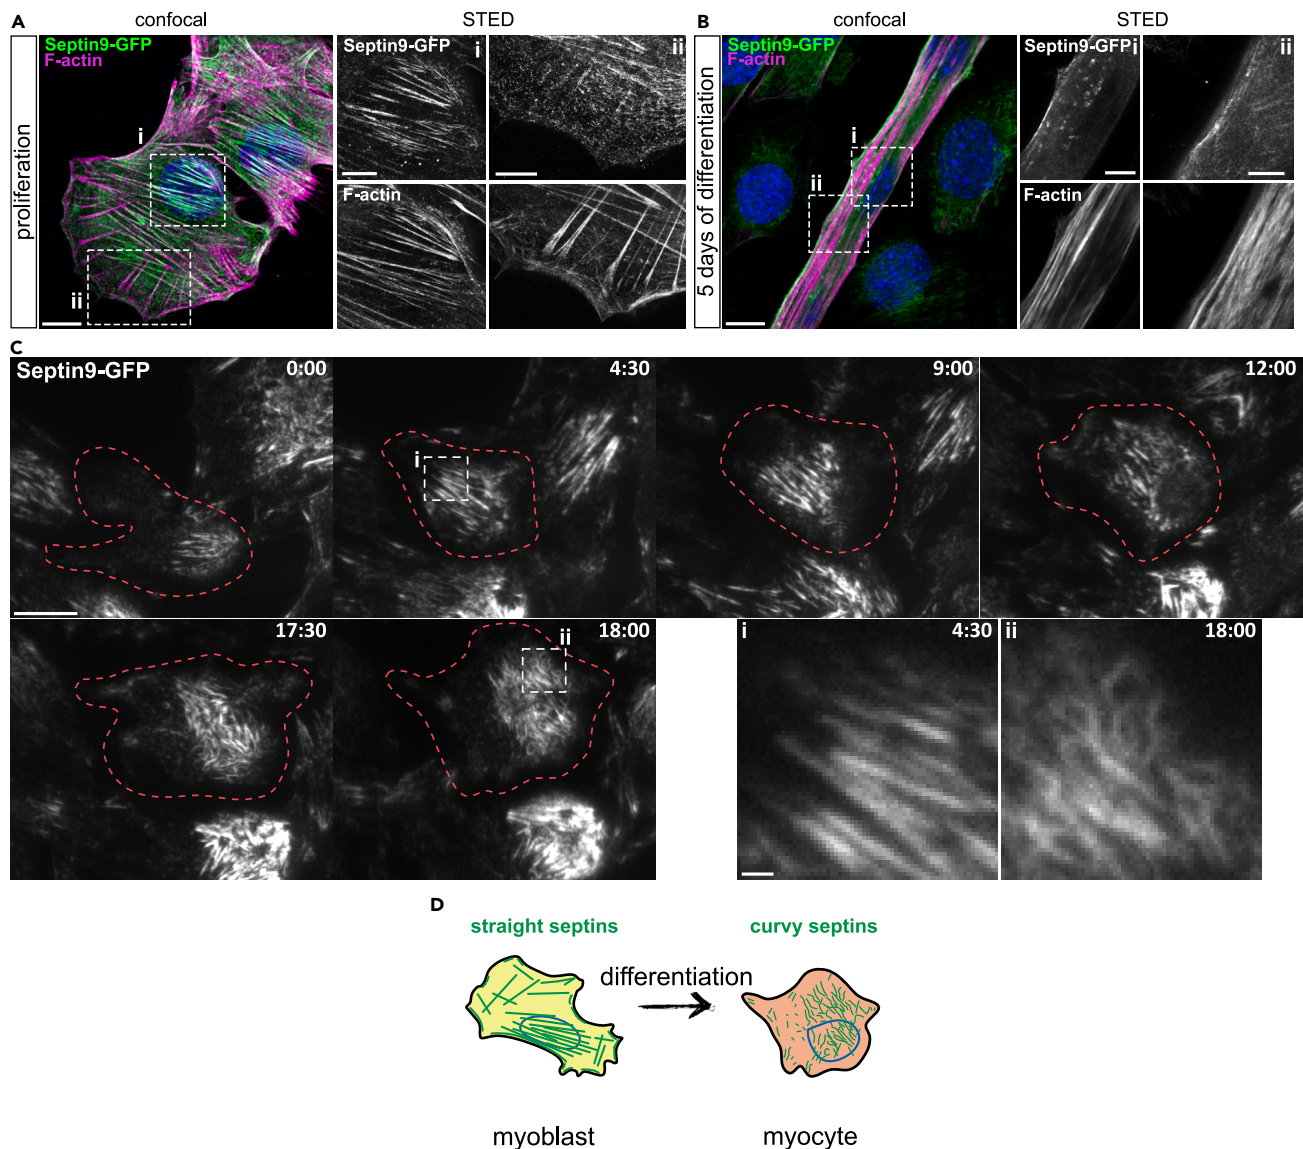 A
confocal
STED
proliferation
Septin9-GFP
F-actin
i
ii
Septin9-GFP
i
ii
F-actin
B
confocal
STED
5 days of differentiation
Septin9-GFP
F-actin
i
ii
Septin9-GFP
i
ii
F-actin
C
Septin9-GFP
0:00
4:30
i
9:00
12:00
17:30
18:00
ii
i
4:30
ii
18:00
D
straight septins
curvy septins
differentiation
myoblast
myocyte